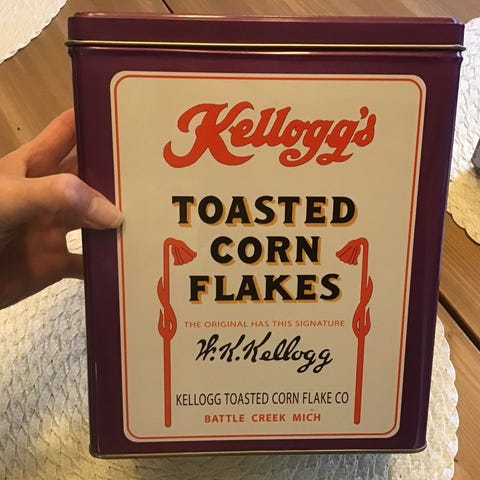 Kellogg's
TOASTED
CORN
FLAKES
THE ORIGINAL HAS THIS SIGNATURE
W.K.Kellogg
KELLOGG TOASTED CORN FLAKE CO
BATTLE CREEK MICH